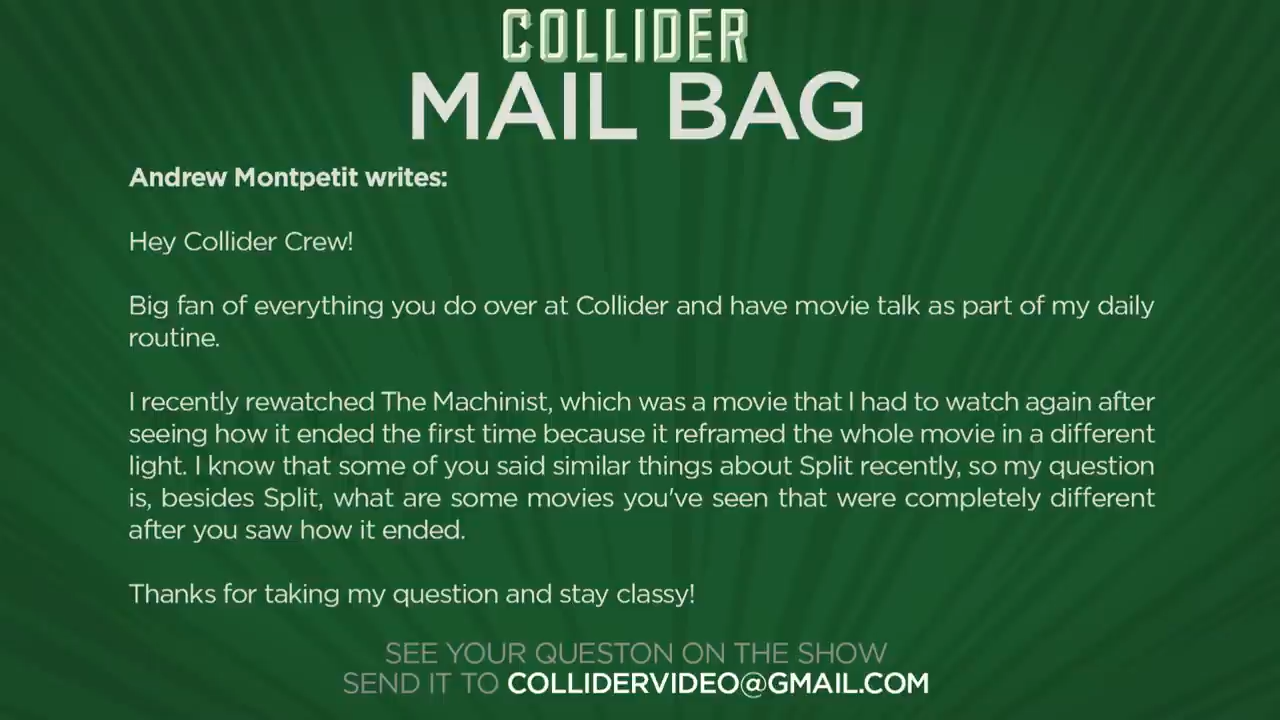 COLLIDER
MAIL BAG
Andrew Montpetit writes:
Hey Collider Crew!
Big fan of everything you do over at Collider and have movie talk as part of my daily
routine.
I recently rewatched The Machinist, which was a movie that I had to watch again after
seeing how it ended the first time because it reframed the whole movie in a different
light. I know that some of you said similar things about Split recently, so my question
is, besides Split, what are some movies you've seen that were completely different
after you saw how it ended.
Thanks for taking my question and stay classy!
SEE YOUR QUESTON ON THE SHOW
SEND IT TO COLLIDERVIDEO@GMAIL.COM